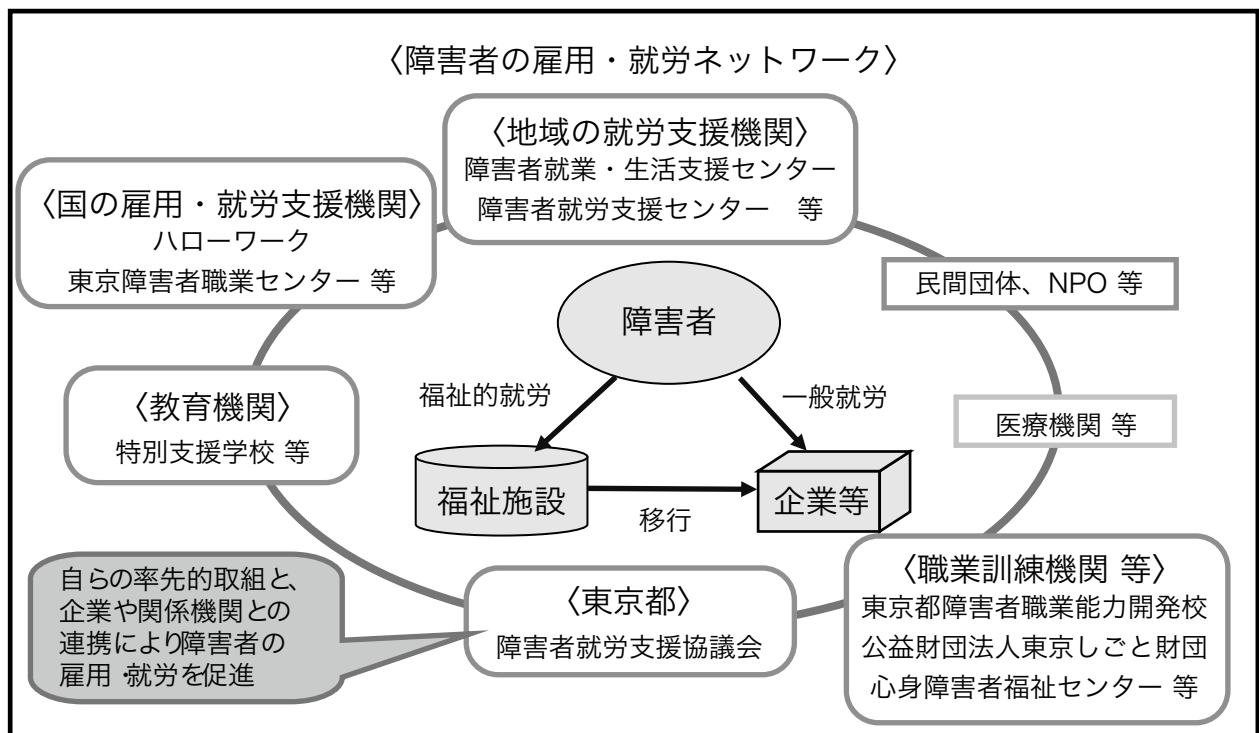 〈障害者の雇用・就労ネットワーク〉
〈地域の就労支援機関〉
障害者就業・生活支援センター
障害者就労支援センター 等
〈国の雇用・就労支援機関〉
ハローワーク
東京障害者職業センター 等
民間団体、NPO 等
障害者
福祉的就労
一般就労
〈教育機関〉
特別支援学校 等
医療機関 等
福祉施設
移行
企業等
自らの率先的取組と、
企業や関係機関との
連携により障害者の
雇用・就労を促進
〈東京都〉
障害者就労支援協議会
〈職業訓練機関 等〉
東京都障害者職業能力開発校
公益財団法人東京しごと財団
心身障害者福祉センター 等